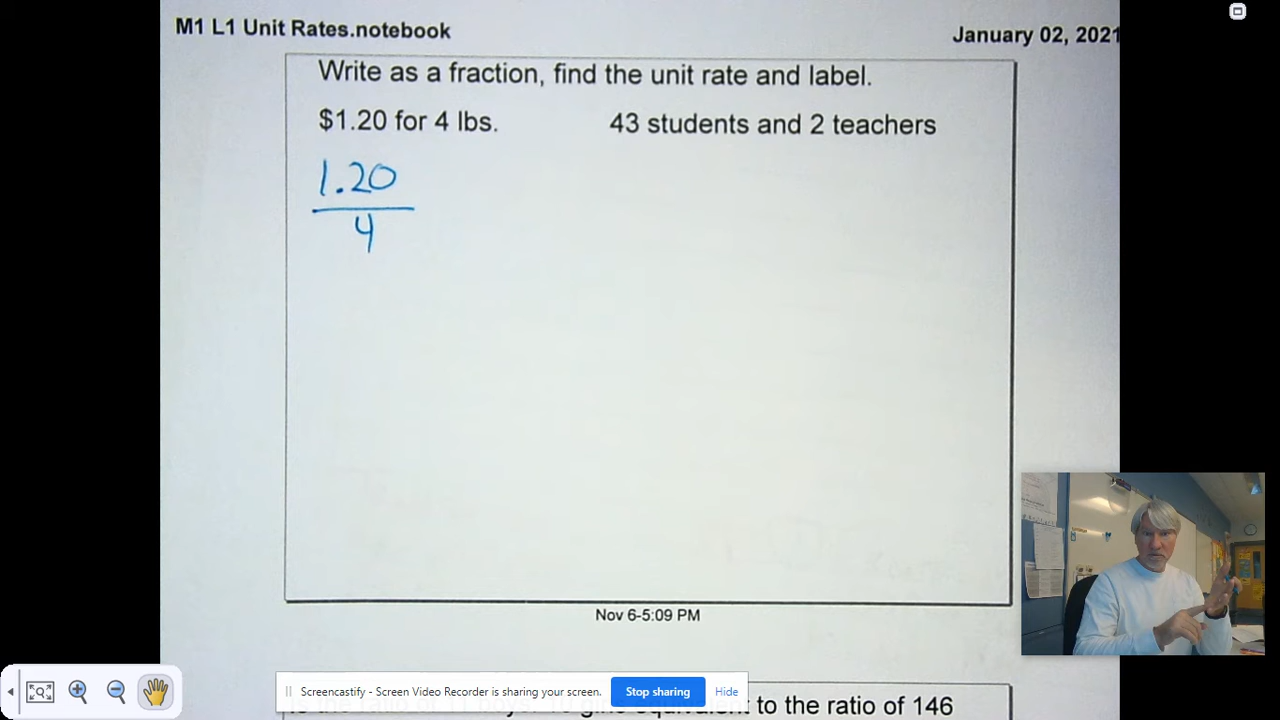 M1 L1 Unit Rates.notebook
January 02, 2021
Write as a fraction, find the unit rate and label.
$1.20 for 4 lbs.
43 students and 2 teachers
1.20
4
Nov 6-5:09 PM
Screencastify - Screen Video Recorder is sharing your screen.
Stop sharing
Hide
to the ratio of 146